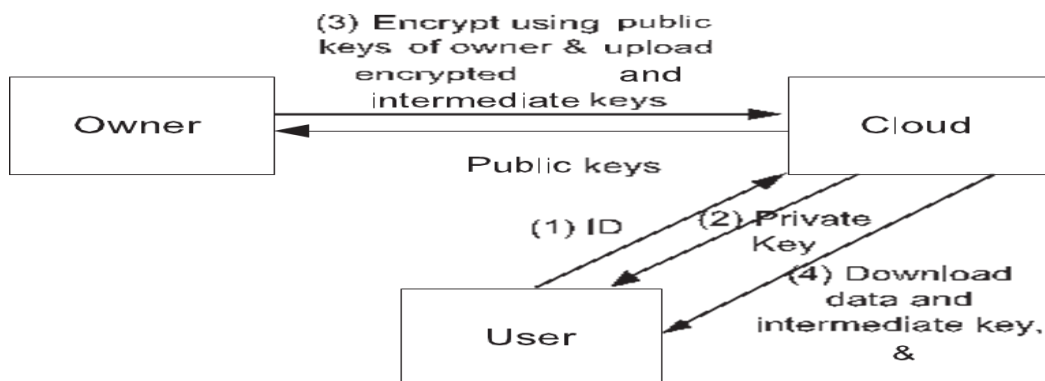 (3) Encrypt using public
keys of owner & upload
encrypted and
intermediate keys
Owner
Cloud
Public keys
(1) ID
(2) Private
Key
(4) Download
data and
intermediate key,
&
User